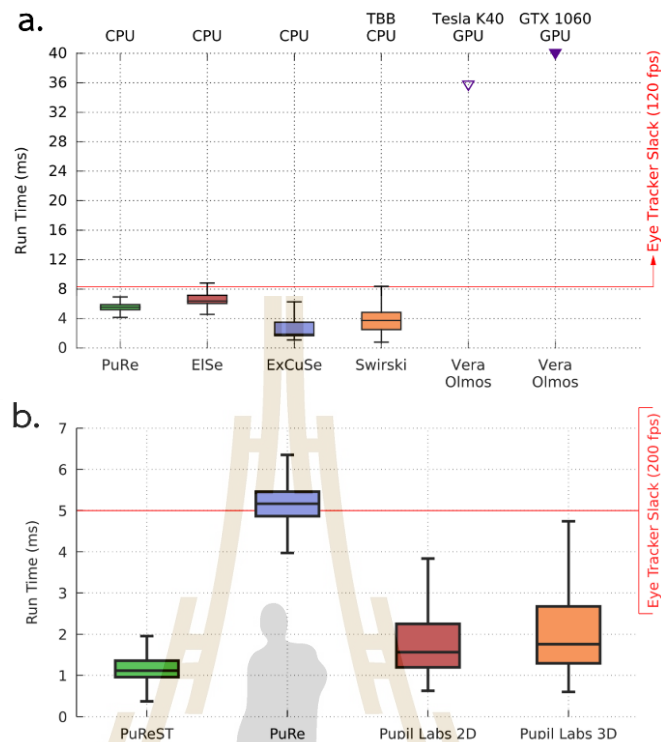 a.
CPU CPU CPU TBB CPU Tesla K40 GPU GTX 1060 GPU
40
36
32
28
24
20
16
12
8
4
0
Run Time (ms)
Eye Tracker Slack (120 fps)
PuRe ElSe ExCuSe Swirski Vera Olmos Vera Olmos
b.
7
6
5
4
3
2
1
0
Run Time (ms)
Eye Tracker Slack (200 fps)
PuReST PuRe Pupil Labs 2D Pupil Labs 3D